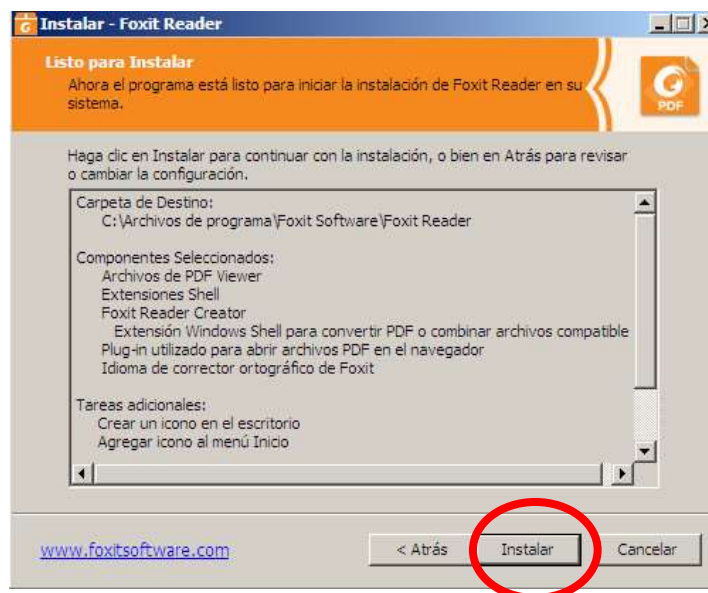 Instalar - Foxit Reader
Listo para Instalar
Ahora el programa está listo para iniciar la instalación de Foxit Reader en su
sistema.
PDF
Haga clic en Instalar para continuar con la instalación, o bien en Atrás para revisar
o cambiar la configuración.
Carpeta de Destino:
C:\Archivos de programa\Foxit Software\Foxit Reader
Componentes Seleccionados:
Archivos de PDF Viewer
Extensiones Shell
Foxit Reader Creator
Extensión Windows Shell para convertir PDF o combinar archivos compatible
Plug-in utilizado para abrir archivos PDF en el navegador
Idioma de corrector ortográfico de Foxit
Tareas adicionales:
Crear un icono en el escritorio
Agregar icono al menú Inicio
www.foxitsoftware.com
< Atrás
Instalar
Cancelar